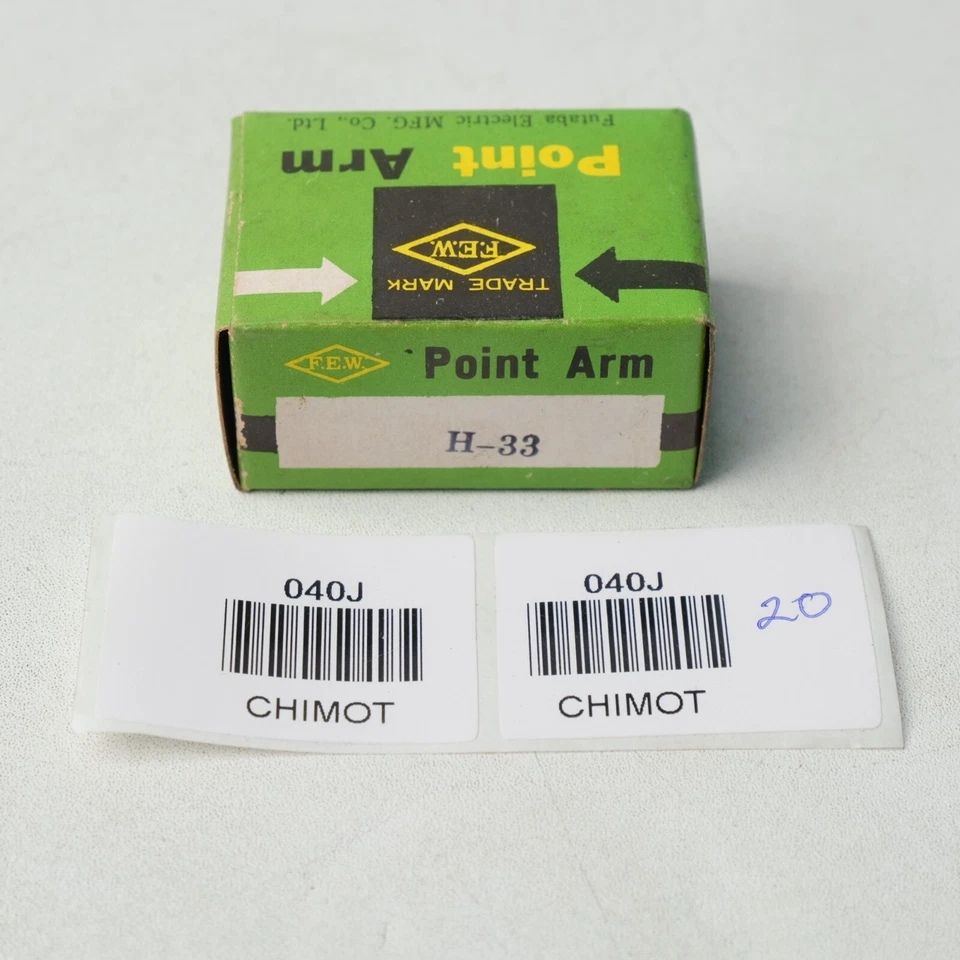 Futaba Electric MFG. Co., Ltd.
Point Arm
F.E.W.
TRADE MARK
F.E.W. Point Arm
H-33
040J
CHIMOT
040J
CHIMOT
20